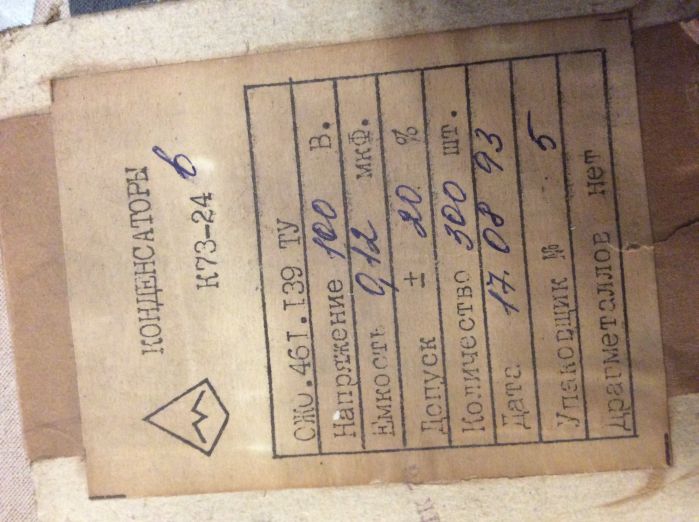 КОНДЕНСАТОРЫ
К73-24 в
СЖ0.461.139 ТУ
Напряжение 100 В.
Емкость 0,12 мкф.
Допуск ± 20 %
Количество 300 шт.
Дата 17.08 93
Упаковщик № 5
Драгметаллов нет